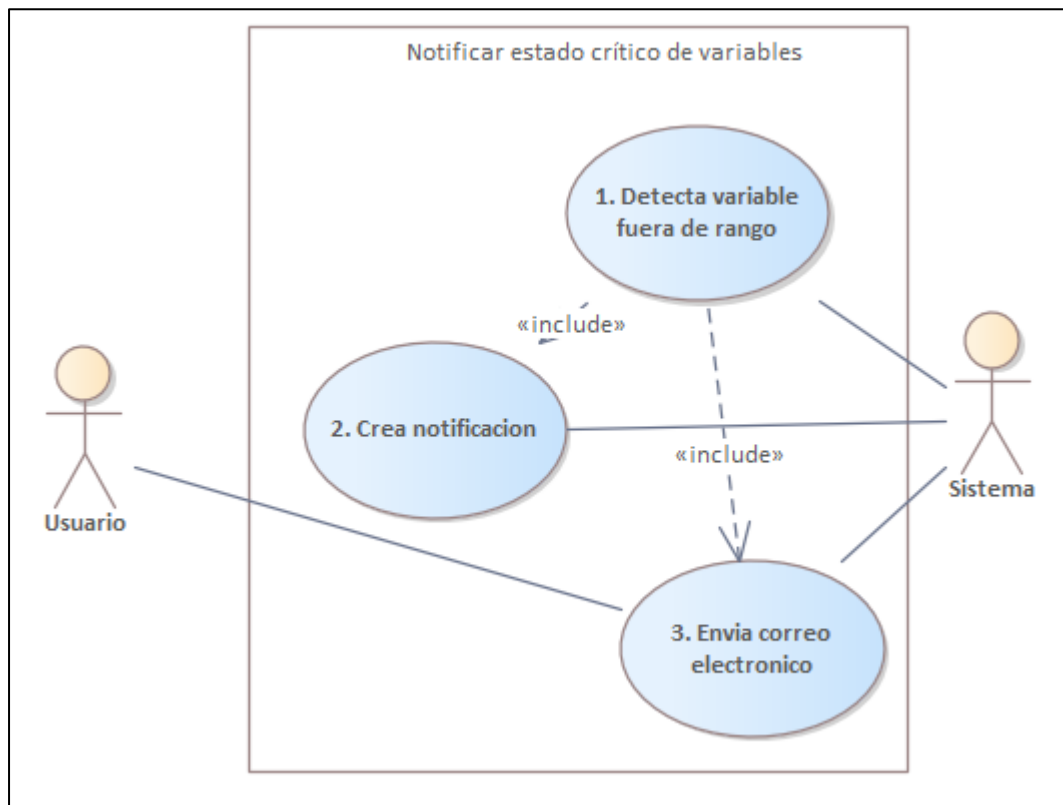 Notificar estado crítico de variables
1. Detecta variable
fuera de rango
«include»
2. Crea notificacion
«include»
Usuario
Sistema
3. Envia correo
electronico